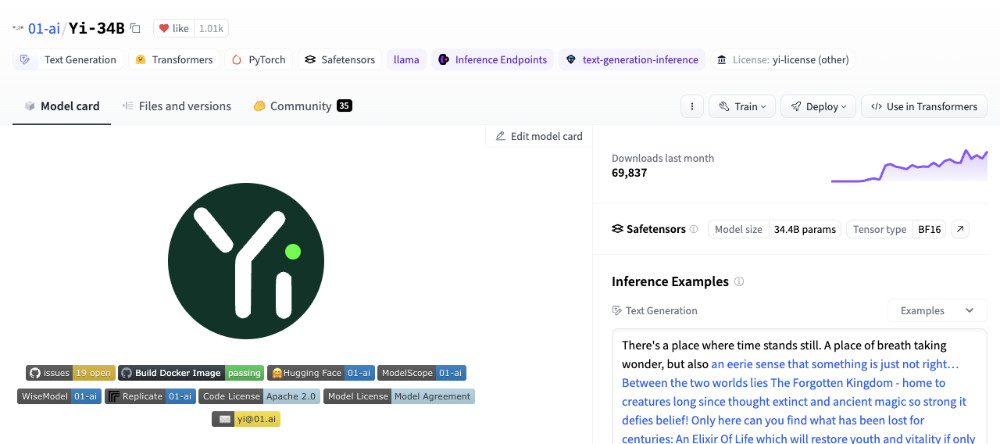 01-ai/Yi-34B like 1.01k
Text Generation Transformers PyTorch Safetensors llama Inference Endpoints text-generation-inference License: yi-license (other)
Model card Files and versions Community 35 Train Deploy </> Use in Transformers
Edit model card
Yi
issues 19 open Build Docker Image passing Hugging Face 01-ai ModelScope 01-ai
WiseModel 01-ai Replicate 01-ai Code License Apache 2.0 Model License Model Agreement
yi@01.ai
Downloads last month
69,837
Safetensors Model size 34.4B params Tensor type BF16
Inference Examples
Text Generation Examples
There's a place where time stands still. A place of breath taking
wonder, but also an eerie sense that something is just not right…
Between the two worlds lies The Forgotten Kingdom - home to
creatures long since thought extinct and ancient magic so strong it
defies belief! Only here can you find what has been lost for
centuries: An Elixir Of Life which will restore youth and vitality if only